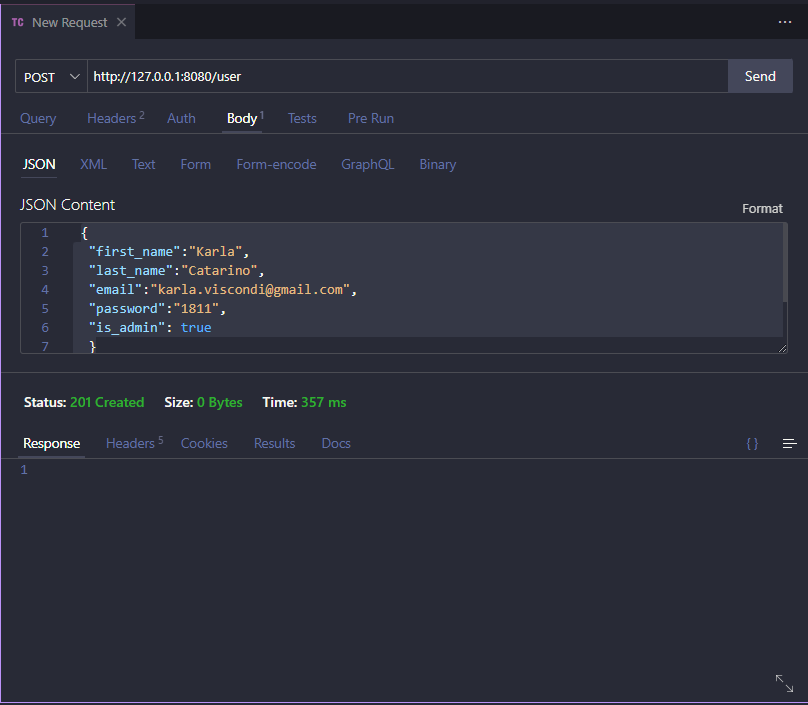 TC New Request
POST http://127.0.0.1:8080/user Send
Query Headers 2 Auth Body 1 Tests Pre Run
JSON XML Text Form Form-encode GraphQL Binary
JSON Content
Format
1 {
2 "first_name":"Karla",
3 "last_name":"Catarino",
4 "email":"karla.viscondi@gmail.com",
5 "password":"1811",
6 "is_admin": true
7 }
Status: 201 Created Size: 0 Bytes Time: 357 ms
Response Headers 5 Cookies Results Docs { }
1